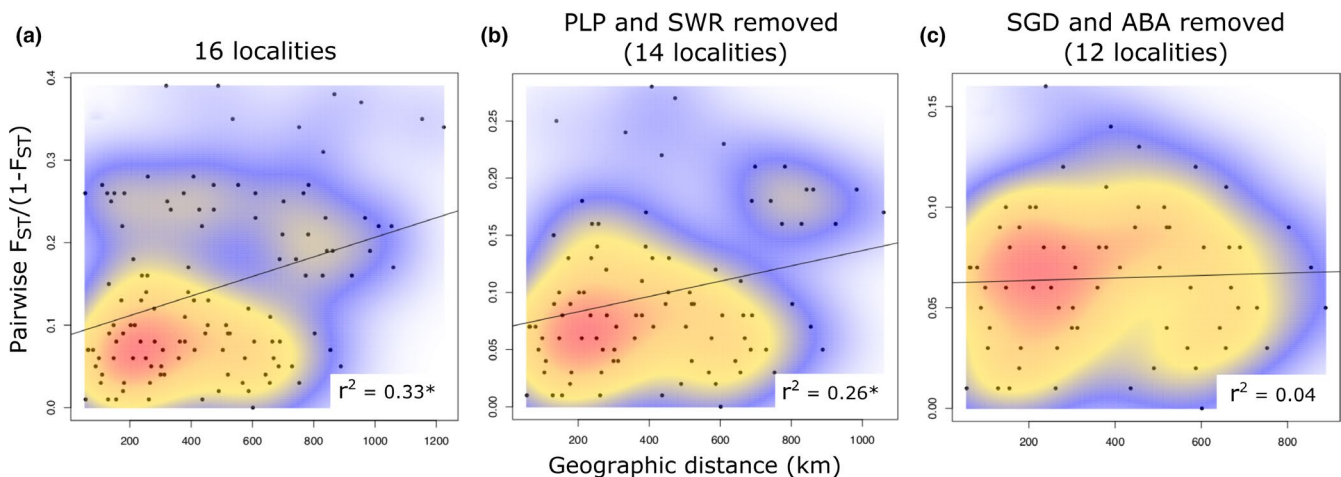 (a)
16 localities
(b)
PLP and SWR removed
(14 localities)
(c)
SGD and ABA removed
(12 localities)
Pairwise F_ST/(1-F_ST)
0.4
0.3
0.2
0.1
0.0
200 400 600 800 1000 1200
r² = 0.33*
0.25
0.20
0.15
0.10
0.05
0.00
200 400 600 800 1000
r² = 0.26*
0.15
0.10
0.05
0.00
200 400 600 800
r² = 0.04
Geographic distance (km)